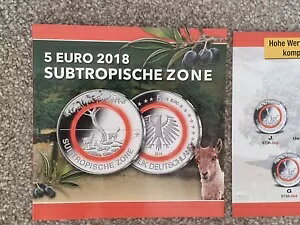 5 EURO 2018
SUBTROPISCHE ZONE
SUBTROPISCHE ZONE
Hohe Wer
komp
J
G